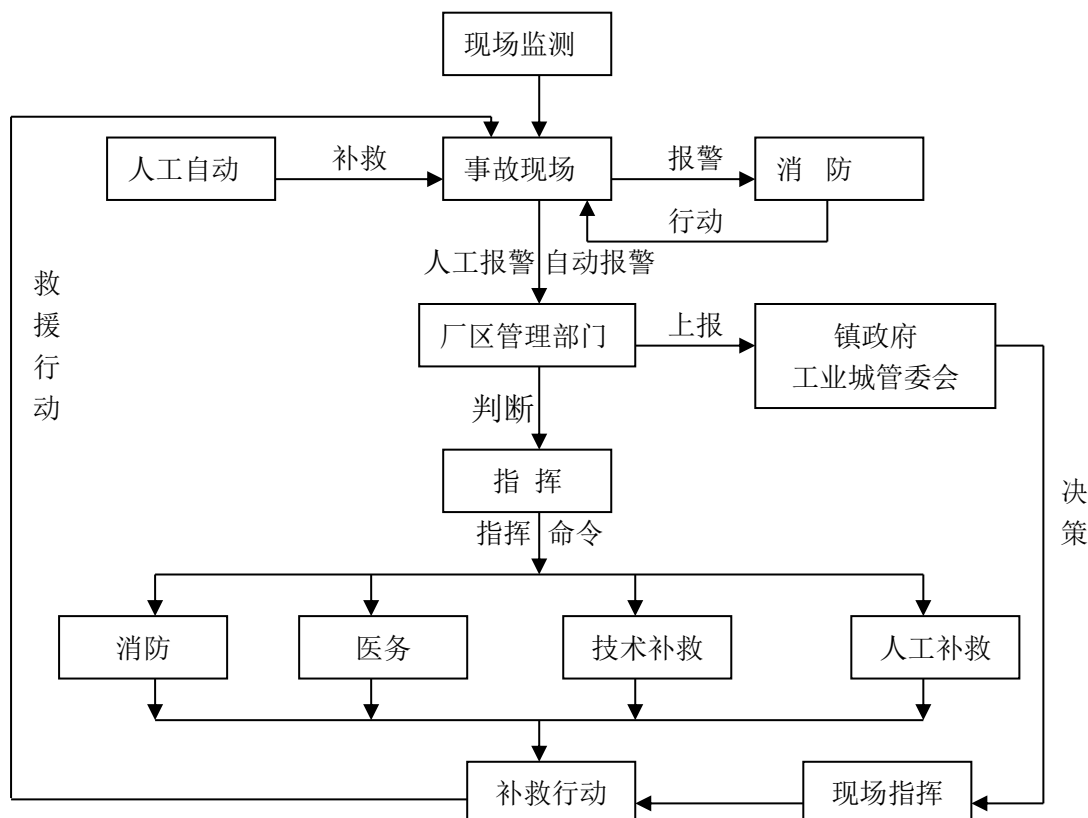 现场监测
人工自动
补救
事故现场
报警
消 防
行动
人工报警 自动报警
救援行动
厂区管理部门
上报
镇政府
工业城管委会
判断
指 挥
决策
指挥 命令
消防
医务
技术补救
人工补救
补救行动
现场指挥